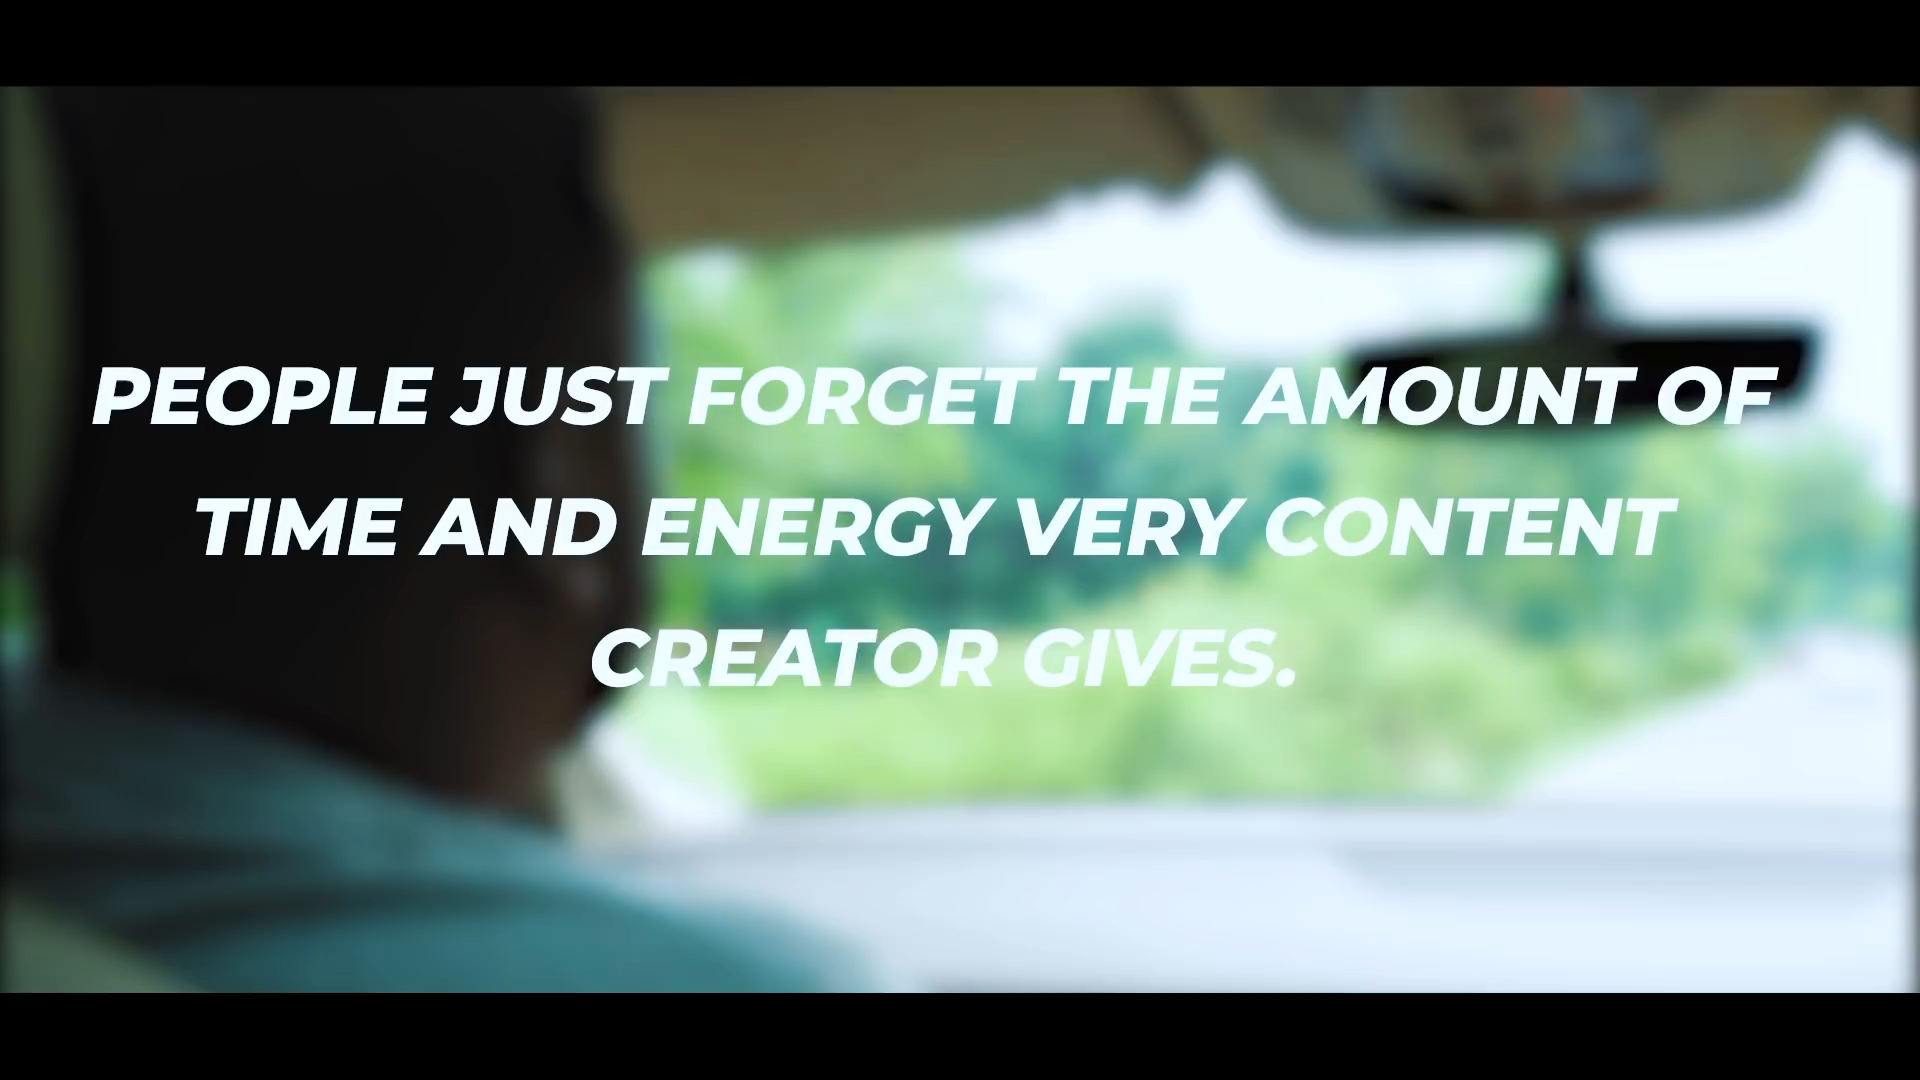 PEOPLE JUST FORGET THE AMOUNT OF
TIME AND ENERGY VERY CONTENT
CREATOR GIVES.